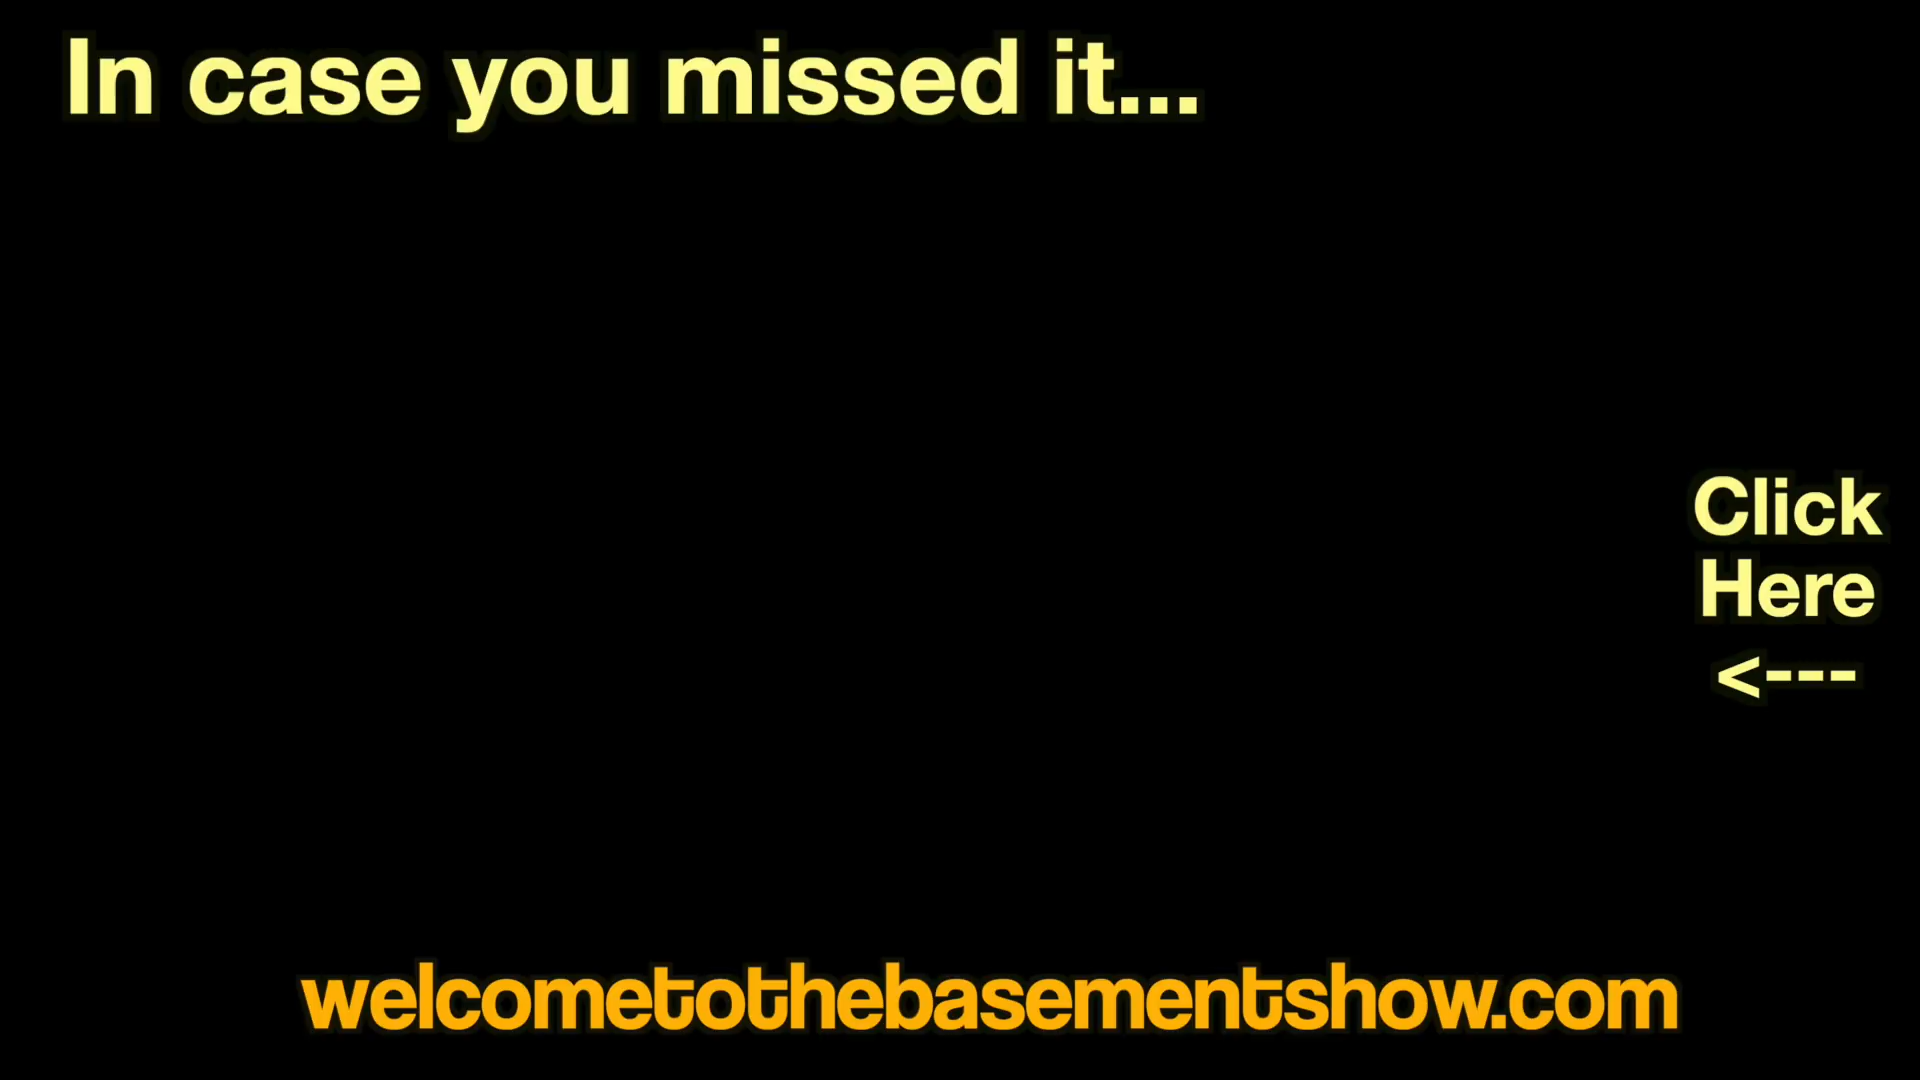 In case you missed it...
Click
Here
<---
welcometothebasementshow.com